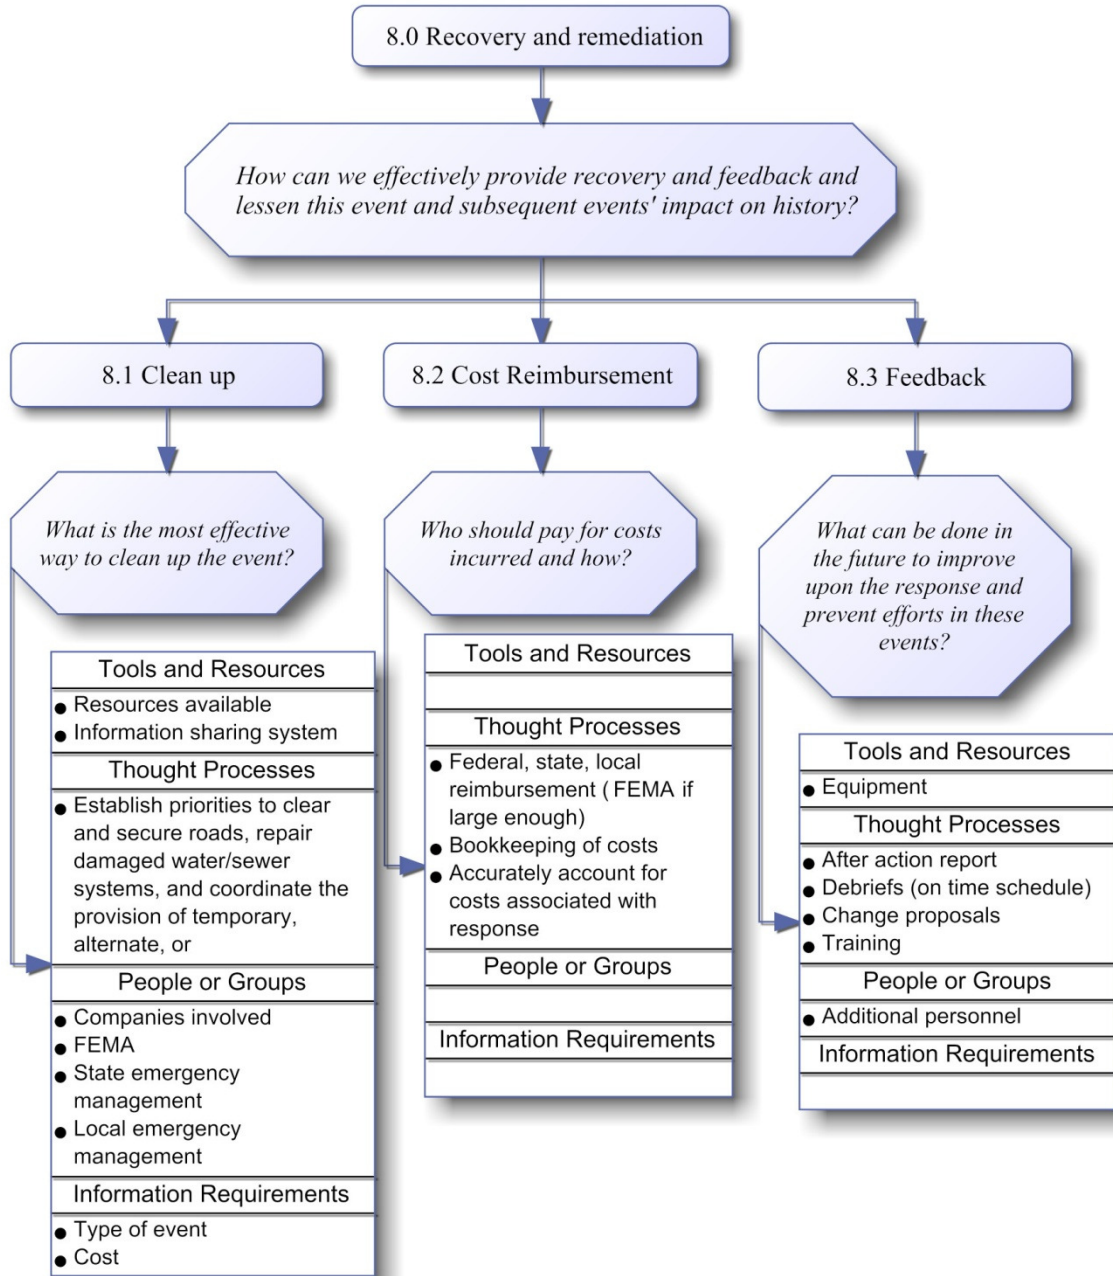 8.0 Recovery and remediation
How can we effectively provide recovery and feedback and
lessen this event and subsequent events' impact on history?
8.1 Clean up
What is the most effective
way to clean up the event?
Tools and Resources
● Resources available
● Information sharing system
Thought Processes
● Establish priorities to clear
and secure roads, repair
damaged water/sewer
systems, and coordinate the
provision of temporary,
alternate, or
People or Groups
● Companies involved
● FEMA
● State emergency
management
● Local emergency
management
Information Requirements
● Type of event
● Cost
8.2 Cost Reimbursement
Who should pay for costs
incurred and how?
Tools and Resources
Thought Processes
● Federal, state, local
reimbursement ( FEMA if
large enough)
● Bookkeeping of costs
● Accurately account for
costs associated with
response
People or Groups
Information Requirements
8.3 Feedback
What can be done in
the future to improve
upon the response and
prevent efforts in these
events?
Tools and Resources
● Equipment
Thought Processes
● After action report
● Debriefs (on time schedule)
● Change proposals
● Training
People or Groups
● Additional personnel
Information Requirements